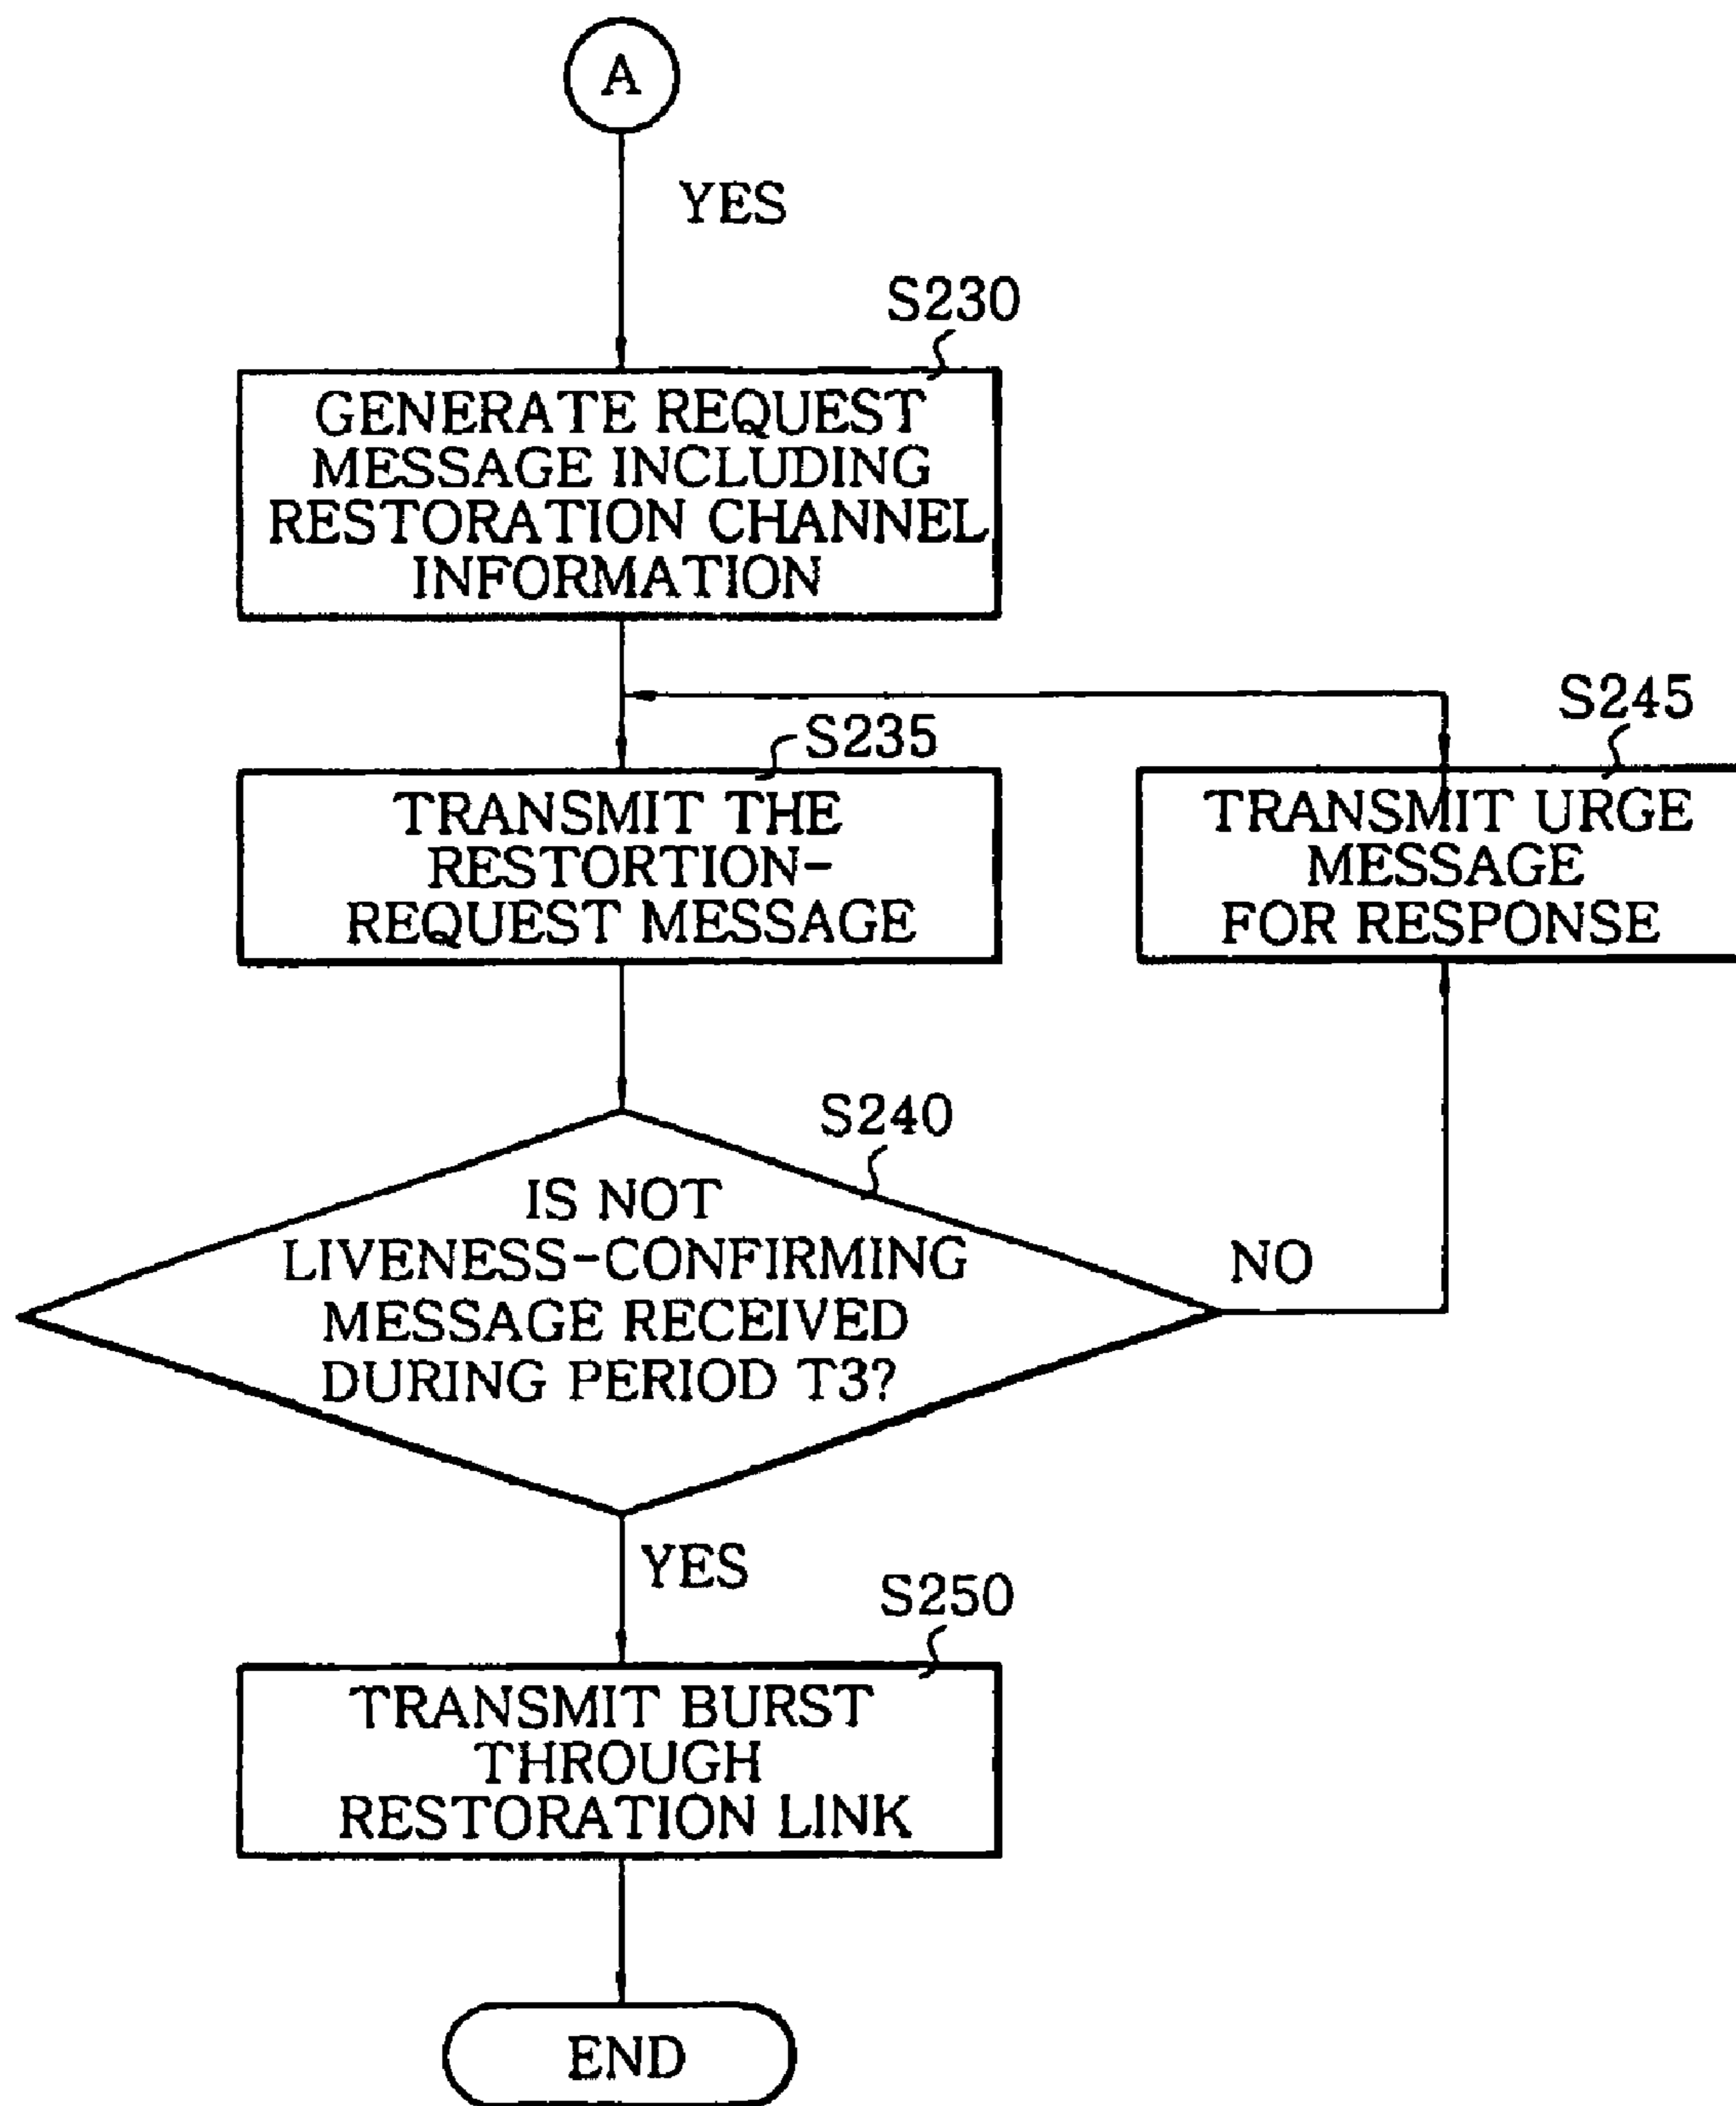 A
YES
S230
GENERATE REQUEST
MESSAGE INCLUDING
RESTORATION CHANNEL
INFORMATION
S235
TRANSMIT THE
RESTORTION-
REQUEST MESSAGE
S245
TRANSMIT URGE
MESSAGE
FOR RESPONSE
S240
IS NOT
LIVENESS-CONFIRMING
MESSAGE RECEIVED
DURING PERIOD T3?
NO
YES
S250
TRANSMIT BURST
THROUGH
RESTORATION LINK
END